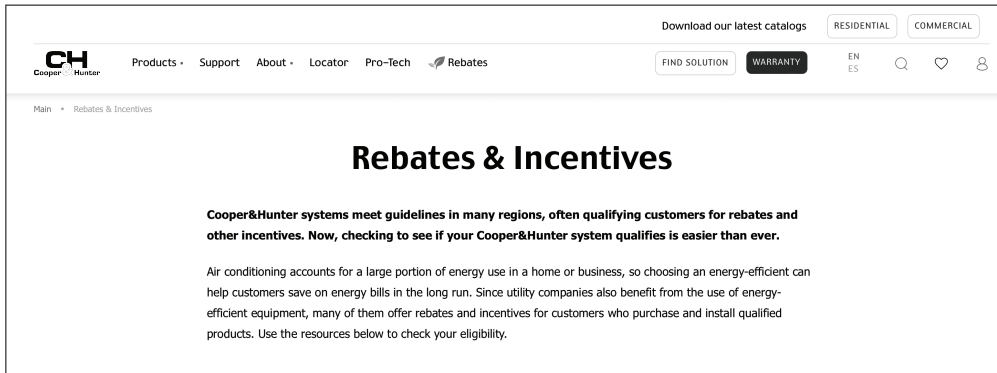 Download our latest catalogs RESIDENTIAL COMMERCIAL
CH
Cooper Hunter
Products Support About Locator Pro-Tech Rebates FIND SOLUTION WARRANTY EN
ES
Main • Rebates & Incentives
Rebates & Incentives
Cooper&Hunter systems meet guidelines in many regions, often qualifying customers for rebates and
other incentives. Now, checking to see if your Cooper&Hunter system qualifies is easier than ever.
Air conditioning accounts for a large portion of energy use in a home or business, so choosing an energy-efficient can
help customers save on energy bills in the long run. Since utility companies also benefit from the use of energy-
efficient equipment, many of them offer rebates and incentives for customers who purchase and install qualified
products. Use the resources below to check your eligibility.